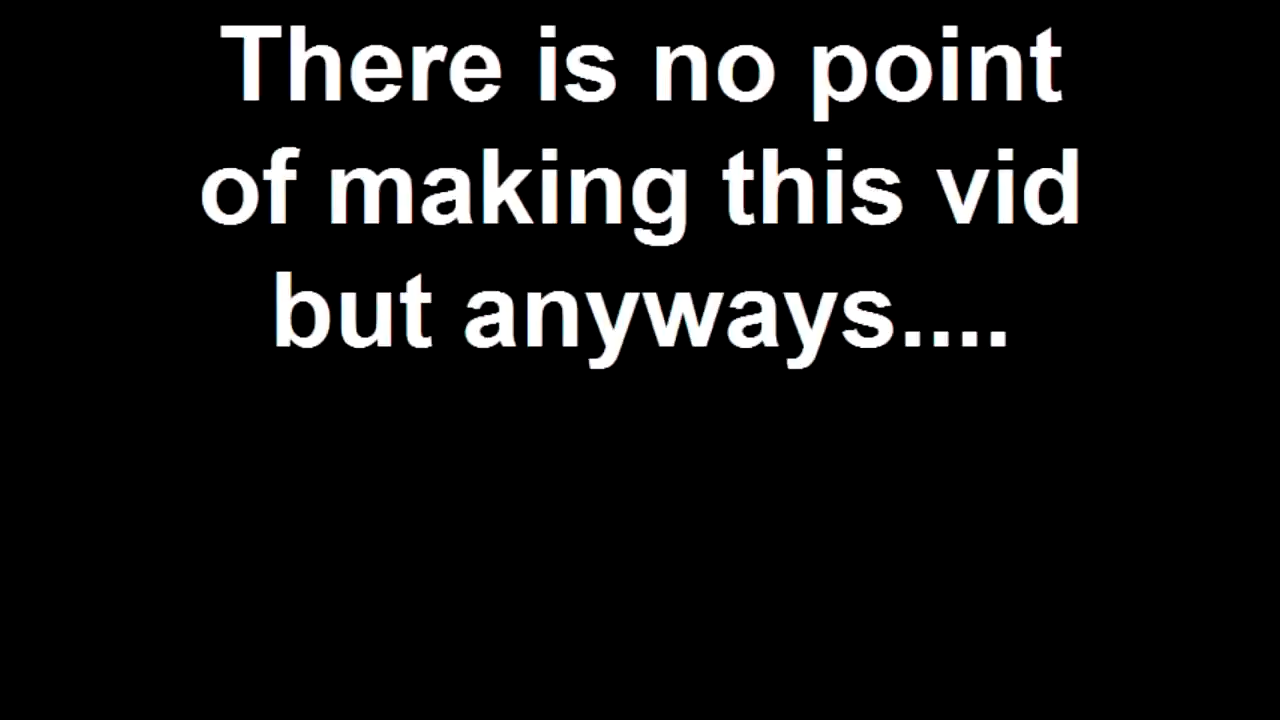 There is no point
of making this vid
but anyways....